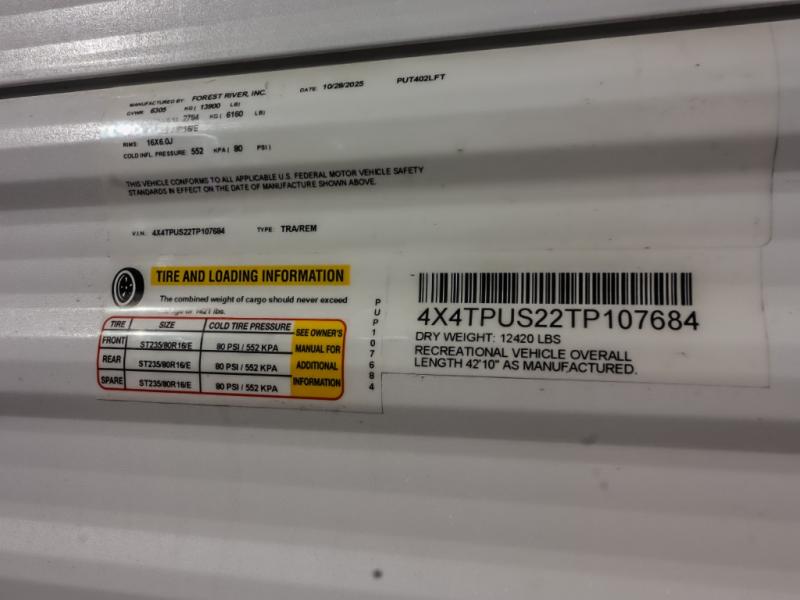 MANUFACTURED BY: FOREST RIVER, INC. DATE: 10/28/2025 PUT402LFT
GVWR: 6305 KG ( 13900 LB)
2794 KG ( 6160 LB)
RIMS: 16X6.0J
COLD INFL. PRESSURE: 552 KPA ( 80 PSI )
THIS VEHICLE CONFORMS TO ALL APPLICABLE U.S. FEDERAL MOTOR VEHICLE SAFETY
STANDARDS IN EFFECT ON THE DATE OF MANUFACTURE SHOWN ABOVE.
V.I.N.: 4X4TPUS22TP107684 TYPE: TRA/REM
TIRE AND LOADING INFORMATION
The combined weight of cargo should never exceed
1421 lbs.
TIRE SIZE COLD TIRE PRESSURE
FRONT ST235/80R16/E 80 PSI / 552 KPA
REAR ST235/80R16/E 80 PSI / 552 KPA
SPARE ST235/80R16/E 80 PSI / 552 KPA
SEE OWNER'S
MANUAL FOR
ADDITIONAL
INFORMATION
PUP107684
4X4TPUS22TP107684
DRY WEIGHT: 12420 LBS
RECREATIONAL VEHICLE OVERALL
LENGTH 42'10" AS MANUFACTURED.